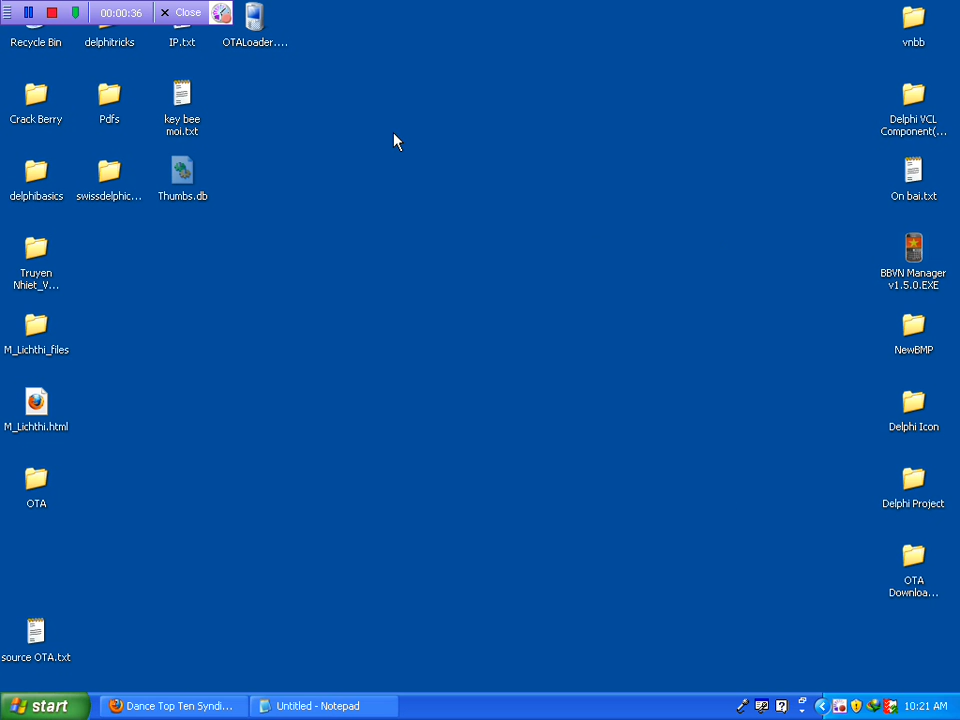 00:00:36
Close
Recycle Bin
delphitricks
IP.txt
OTALoader....
vnbb
Crack Berry
Pdfs
key bee
moi.txt
Delphi VCL
Component(...
delphibasics
swissdelphic...
Thumbs.db
On bai.txt
Truyen
Nhiet_V...
BBVN Manager
v1.5.0.EXE
M_Lichthi_files
NewBMP
M_Lichthi.html
Delphi Icon
OTA
Delphi Project
OTA
Downloa...
source OTA.txt
start
Dance Top Ten Syndi...
Untitled - Notepad
10:21 AM